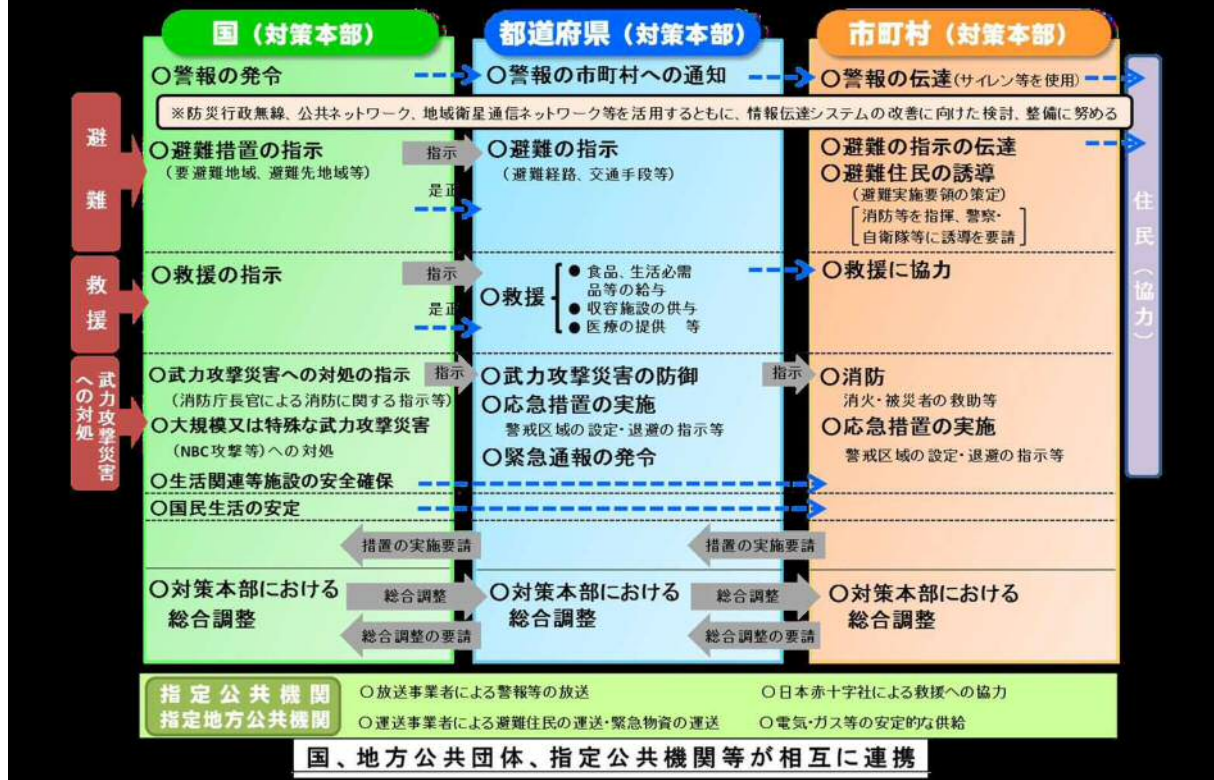 国（対策本部）
都道府県（対策本部）
市町村（対策本部）
避難
救援
武力攻撃災害
への対処
○警報の発令
○警報の市町村への通知
○警報の伝達(サイレン等を使用)
※防災行政無線、公共ネットワーク、地域衛星通信ネットワーク等を活用するともに、情報伝達システムの改善に向けた検討、整備に努める
○避難措置の指示
（要避難地域、避難先地域等）
指示
是正
○避難の指示
（避難経路、交通手段等）
○避難の指示の伝達
○避難住民の誘導
（避難実施要領の策定）
消防等を指揮、警察・
自衛隊等に誘導を要請
○救援の指示
指示
是正
○救援
● 食品、生活必需
品等の給与
● 収容施設の供与
● 医療の提供　等
○救援に協力
○武力攻撃災害への対処の指示
（消防庁長官による消防に関する指示等）
○大規模又は特殊な武力攻撃災害
（NBC攻撃等）への対処
指示
○武力攻撃災害の防御
○応急措置の実施
警戒区域の設定・退避の指示等
○緊急通報の発令
指示
○消防
消火・被災者の救助等
○応急措置の実施
警戒区域の設定・退避の指示等
○生活関連等施設の安全確保
○国民生活の安定
措置の実施要請
措置の実施要請
○対策本部における
総合調整
総合調整
総合調整の要請
○対策本部における
総合調整
総合調整
総合調整の要請
○対策本部における
総合調整
住民（協力）
指定公共機関
指定地方公共機関
○放送事業者による警報等の放送
○日本赤十字社による救援への協力
○運送事業者による避難住民の運送・緊急物資の運送
○電気・ガス等の安定的な供給
国、地方公共団体、指定公共機関等が相互に連携